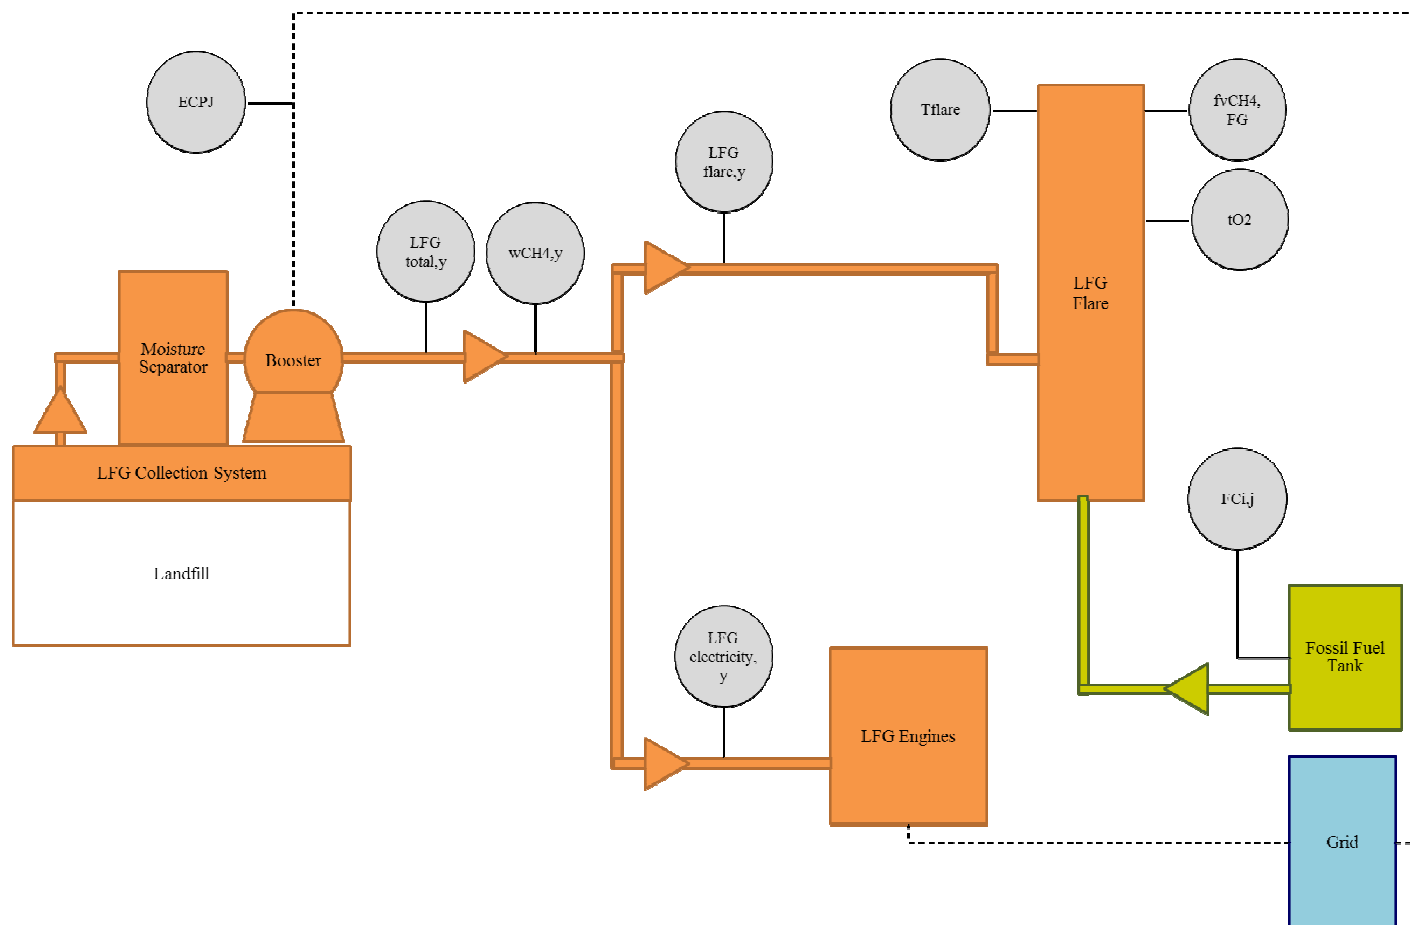 ECPJ
Tflare
fvCH4,
FG
LFG
flare,y
tO2
LFG
total,y
wCH4,y
LFG
Flare
Moisture
Separator
Booster
LFG Collection System
FCi,j
Landfill
LFG
electricity,
y
Fossil Fuel
Tank
LFG Engines
Grid